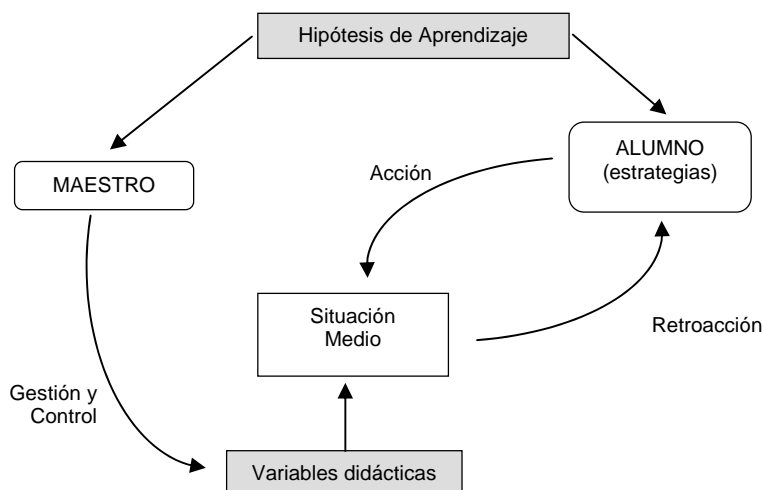 Hipótesis de Aprendizaje
ALUMNO
(estrategias)
MAESTRO
Acción
Situación
Medio
Retroacción
Gestión y
Control
Variables didácticas